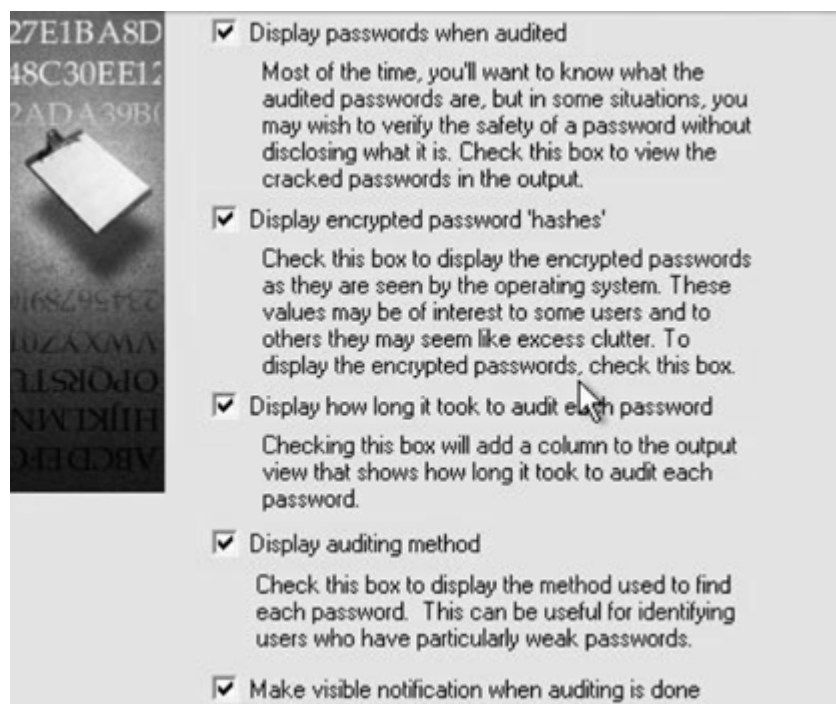 27E1BA8D
48C30EE12
2ADA39B(
Display passwords when audited
Most of the time, you'll want to know what the
audited passwords are, but in some situations, you
may wish to verify the safety of a password without
disclosing what it is. Check this box to view the
cracked passwords in the output.
Display encrypted password 'hashes'
Check this box to display the encrypted passwords
as they are seen by the operating system. These
values may be of interest to some users and to
others they may seem like excess clutter. To
display the encrypted passwords, check this box.
Display how long it took to audit each password
Checking this box will add a column to the output
view that shows how long it took to audit each
password.
Display auditing method
Check this box to display the method used to find
each password. This can be useful for identifying
users who have particularly weak passwords.
Make visible notification when auditing is done